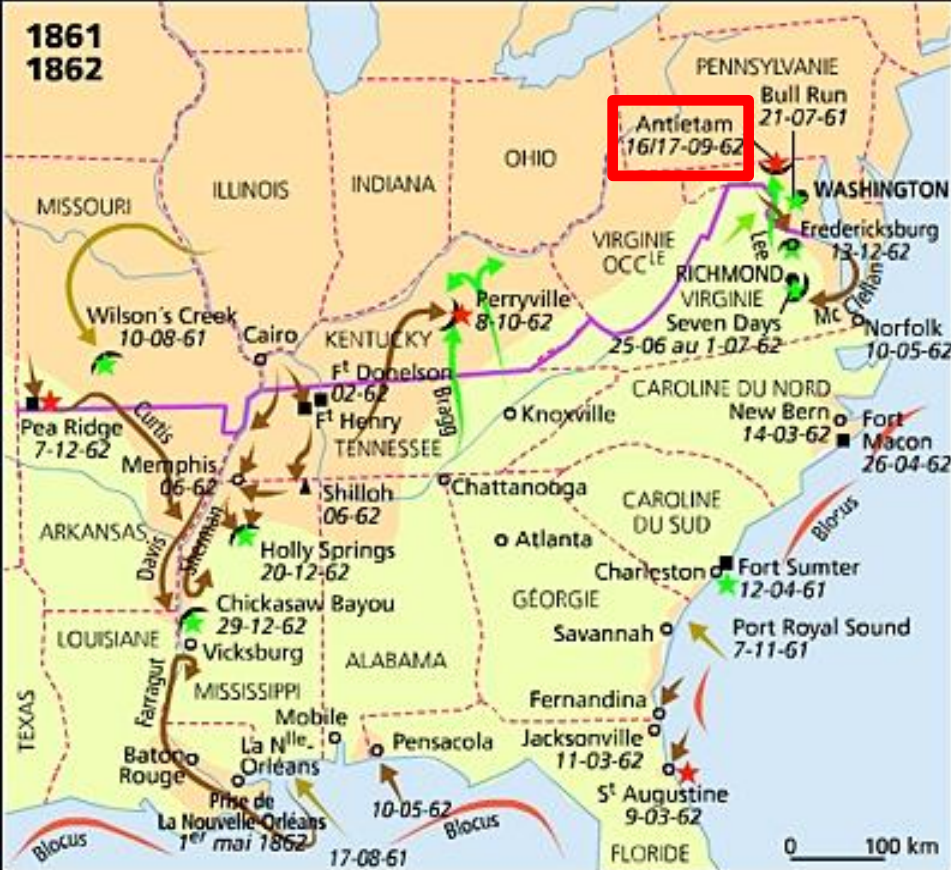 1861
1862
PENNSYLVANIE
Bull Run
21-07-61
Antietam
16/17-09-62
OHIO
INDIANA
ILLINOIS
MISSOURI
WASHINGTON
VIRGINIE
OCCLE
Lee
Fredericksburg
13-12-62
RICHMOND
VIRGINIE
Mc Clellan
Seven Days
25-06 au 1-07-62
Norfolk
10-05-62
Perryville
8-10-62
KENTUCKY
Wilson's Creek
10-08-61
Cairo
Ft Donelson
02-62
Ft Henry
Bragg
TENNESSEE
Knoxville
CAROLINE DU NORD
New Bern
14-03-62
Fort
Macon
26-04-62
Pea Ridge
7-12-62
Curtis
Memphis
06-62
Shilloh
06-62
Chattanooga
CAROLINE
DU SUD
Blocus
ARKANSAS
Davis
Sherman
Holly Springs
20-12-62
Atlanta
Charleston
Fort Sumter
12-04-61
GÉORGIE
Chickasaw Bayou
29-12-62
LOUISIANE
Vicksburg
Savannah
Port Royal Sound
7-11-61
ALABAMA
MISSISSIPPI
Farragut
TEXAS
Fernandina
Jacksonville
11-03-62
Mobile
Pensacola
Baton
Rouge
La Nlle-
Orléans
St Augustine
9-03-62
Prise de
La Nouvelle-Orléans
1er mai 1862
10-05-62
Blocus
Blocus
17-08-61
FLORIDE
0 100 km